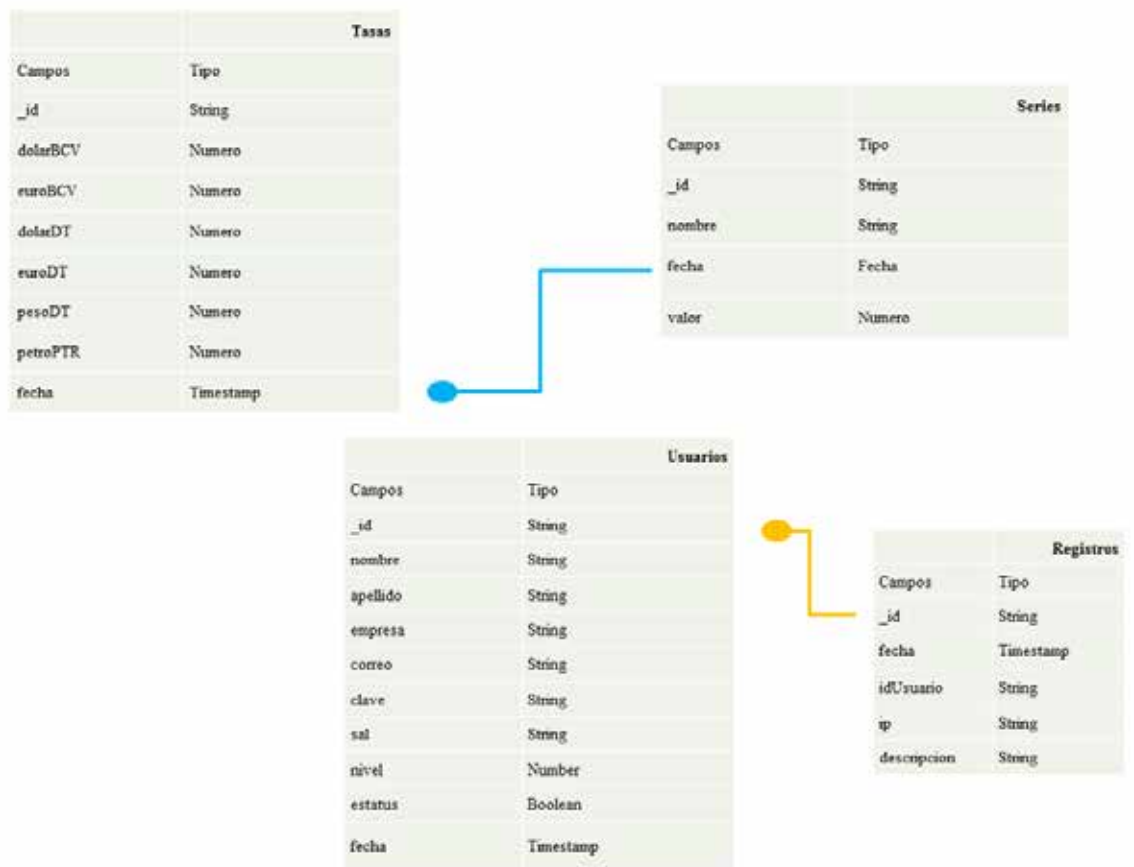 Tasas
Campos Tipo
_id String
dolarBCV Numero
euroBCV Numero
dolarDT Numero
euroDT Numero
pesoDT Numero
petroPTR Numero
fecha Timestamp
Series
Campos Tipo
_id String
nombre String
fecha Fecha
valor Numero
Usuarios
Campos Tipo
_id String
nombre String
apellido String
empresa String
correo String
clave String
sal String
nivel Number
estatus Boolean
fecha Timestamp
Registros
Campos Tipo
_id String
fecha Timestamp
idUsuario String
ip String
descripcion String